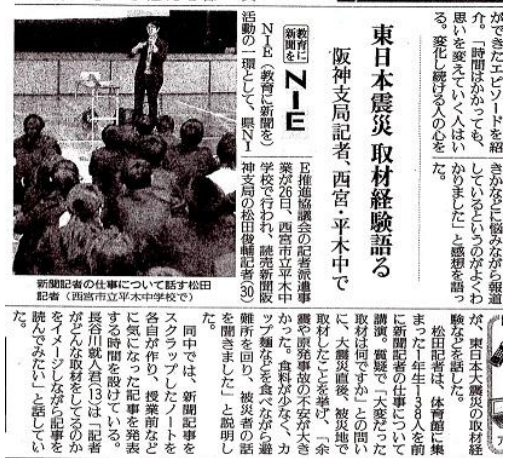 ができたエピソードを紹
介。「時間はかかっても、
思いを変えていく人はい
る。変化し続ける人の心を
きかなどに悩みながら報道
しているというのがよくわ
かりました」と感想を語っ
た。
東日本震災 取材経験語る
阪神支局記者、西宮・平木中で
教育に
新聞を
NIE
NIE(教育に新聞を)
活動の一環として、県NI
E推進協議会の記者派遣事
業が26日、西宮市立平木中
学校で行われ、読売新聞阪
神支局の松田俊輔記者(30)
新聞記者の仕事について話す松田
記者(西宮市立平木中学校で)
が、東日本大震災の取材経
験などを話した。
松田記者は、体育館に集
まった1年生138人を前
に新聞記者の仕事について
講演。質疑で「大変だった
取材は何ですか」との問い
に、大震災直後、被災地で
取材したことを挙げ、「余
震や原発事故の不安が大き
かった。食料が少なく、カ
ップ麺などを食べながら避
難所を回り、被災者の話
を聞きました」と説明し
た。
同中では、新聞記事を
スクラップしたノートを
各自が作り、授業前など
に気になった記事を発表
する時間を設けている。
長谷川就人君(13)は「記者
がどんな取材をしてるのか
をイメージしながら記事を
読んでみたい」と話してい
た。